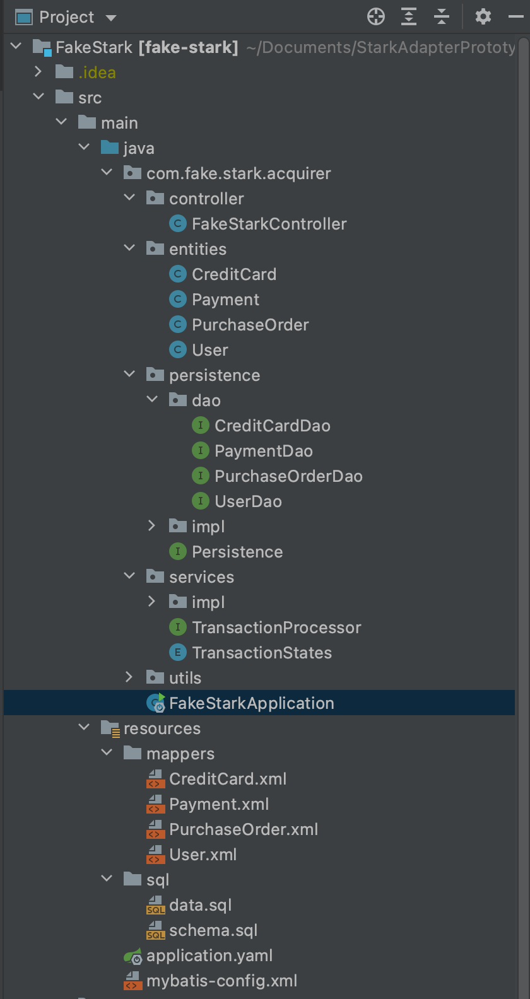 Project
FakeStark [fake-stark] ~/Documents/StarkAdapterPrototy
.idea
src
main
java
com.fake.stark.acquirer
controller
C FakeStarkController
entities
C CreditCard
C Payment
C PurchaseOrder
C User
persistence
dao
I CreditCardDao
I PaymentDao
I PurchaseOrderDao
I UserDao
impl
I Persistence
services
impl
I TransactionProcessor
E TransactionStates
utils
C FakeStarkApplication
resources
mappers
<> CreditCard.xml
<> Payment.xml
<> PurchaseOrder.xml
<> User.xml
sql
SQL data.sql
SQL schema.sql
application.yaml
<> mybatis-config.xml